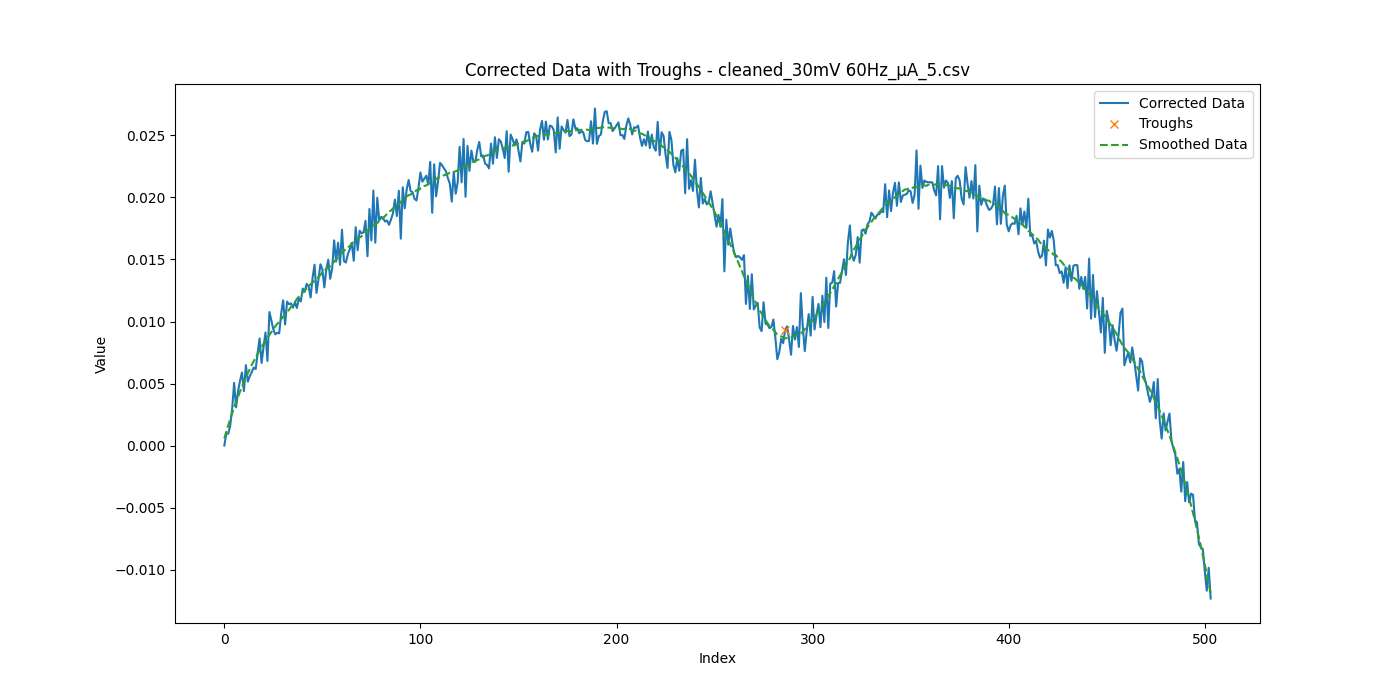 Corrected Data with Troughs - cleaned_30mV 60Hz_μA_5.csv
Corrected Data
Troughs
Smoothed Data
Value
0.025
0.020
0.015
0.010
0.005
0.000
−0.005
−0.010
0 100 200 300 400 500
Index